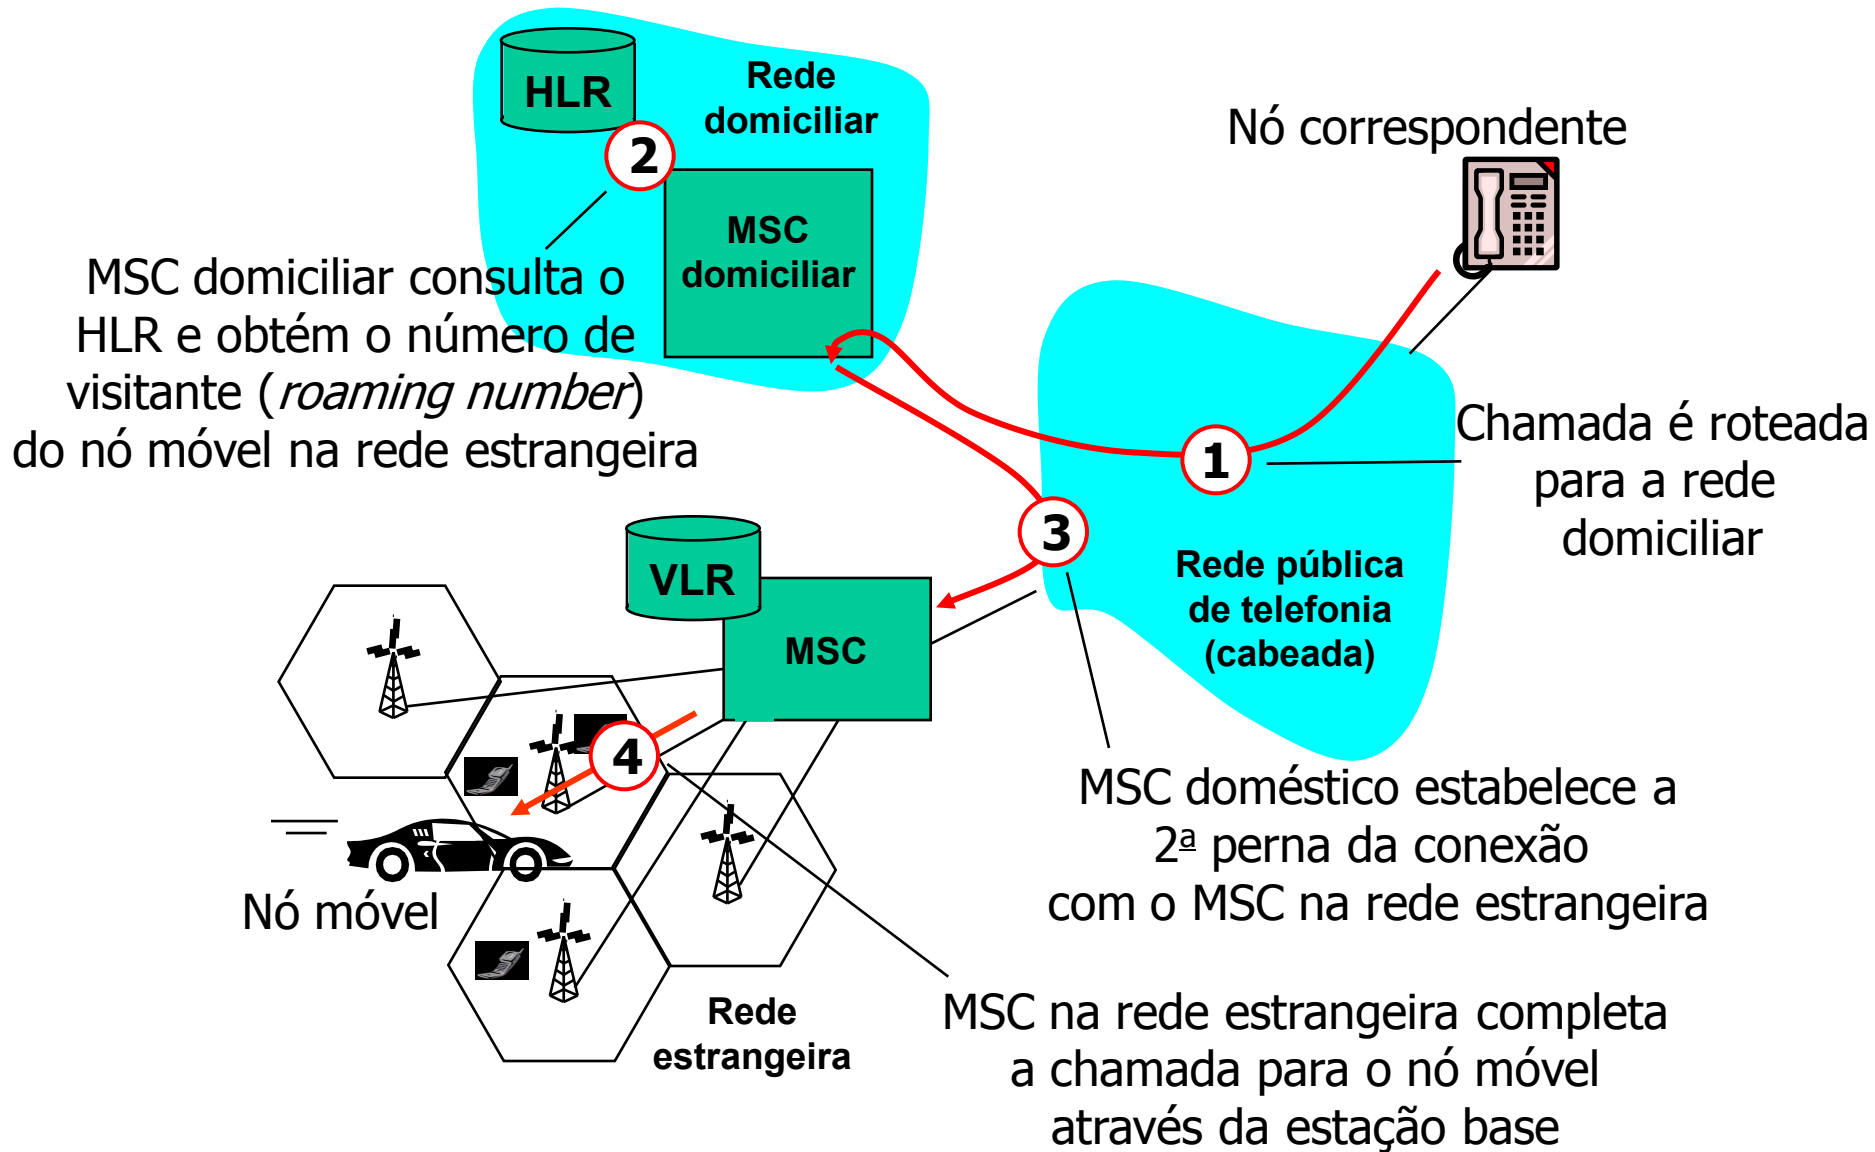 HLR
Rede
domiciliar
2
MSC
domiciliar
MSC domiciliar consulta o
HLR e obtém o número de
visitante (roaming number)
do nó móvel na rede estrangeira
Nó correspondente
1
Chamada é roteada
para a rede
domiciliar
3
Rede pública
de telefonia
(cabeada)
VLR
MSC
4
MSC doméstico estabelece a
2ª perna da conexão
com o MSC na rede estrangeira
Nó móvel
Rede
estrangeira
MSC na rede estrangeira completa
a chamada para o nó móvel
através da estação base